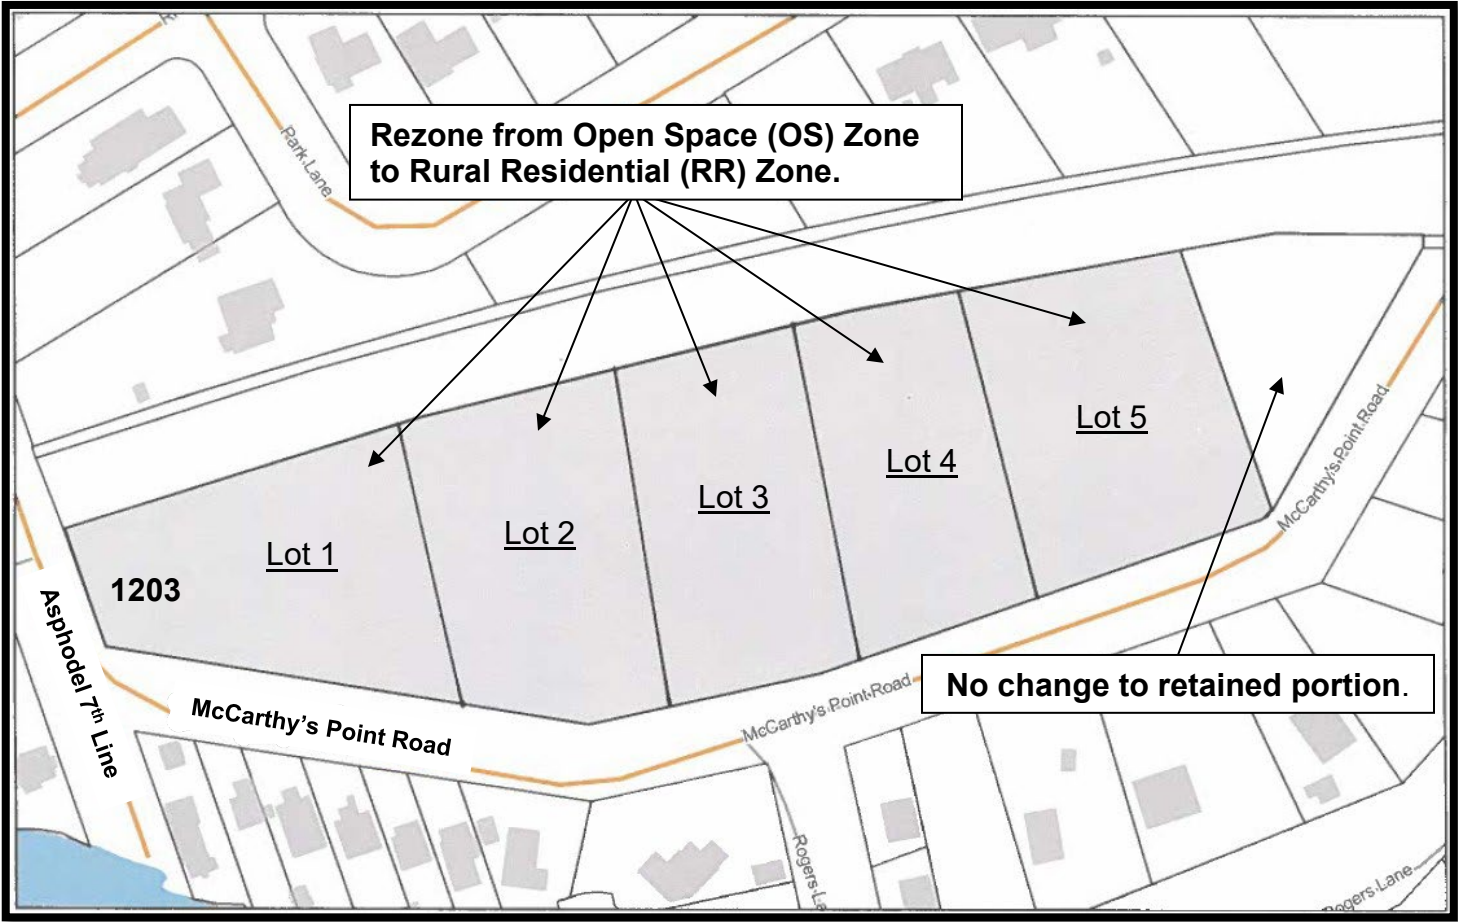 Park Lane
Rezone from Open Space (OS) Zone
to Rural Residential (RR) Zone.
Lot 1
Lot 2
Lot 3
Lot 4
Lot 5
1203
Asphodel 7th Line
McCarthy's Point Road
McCarthy's Point Road
McCarthy's Point Road
No change to retained portion.
Rogers La
Rogers Lane